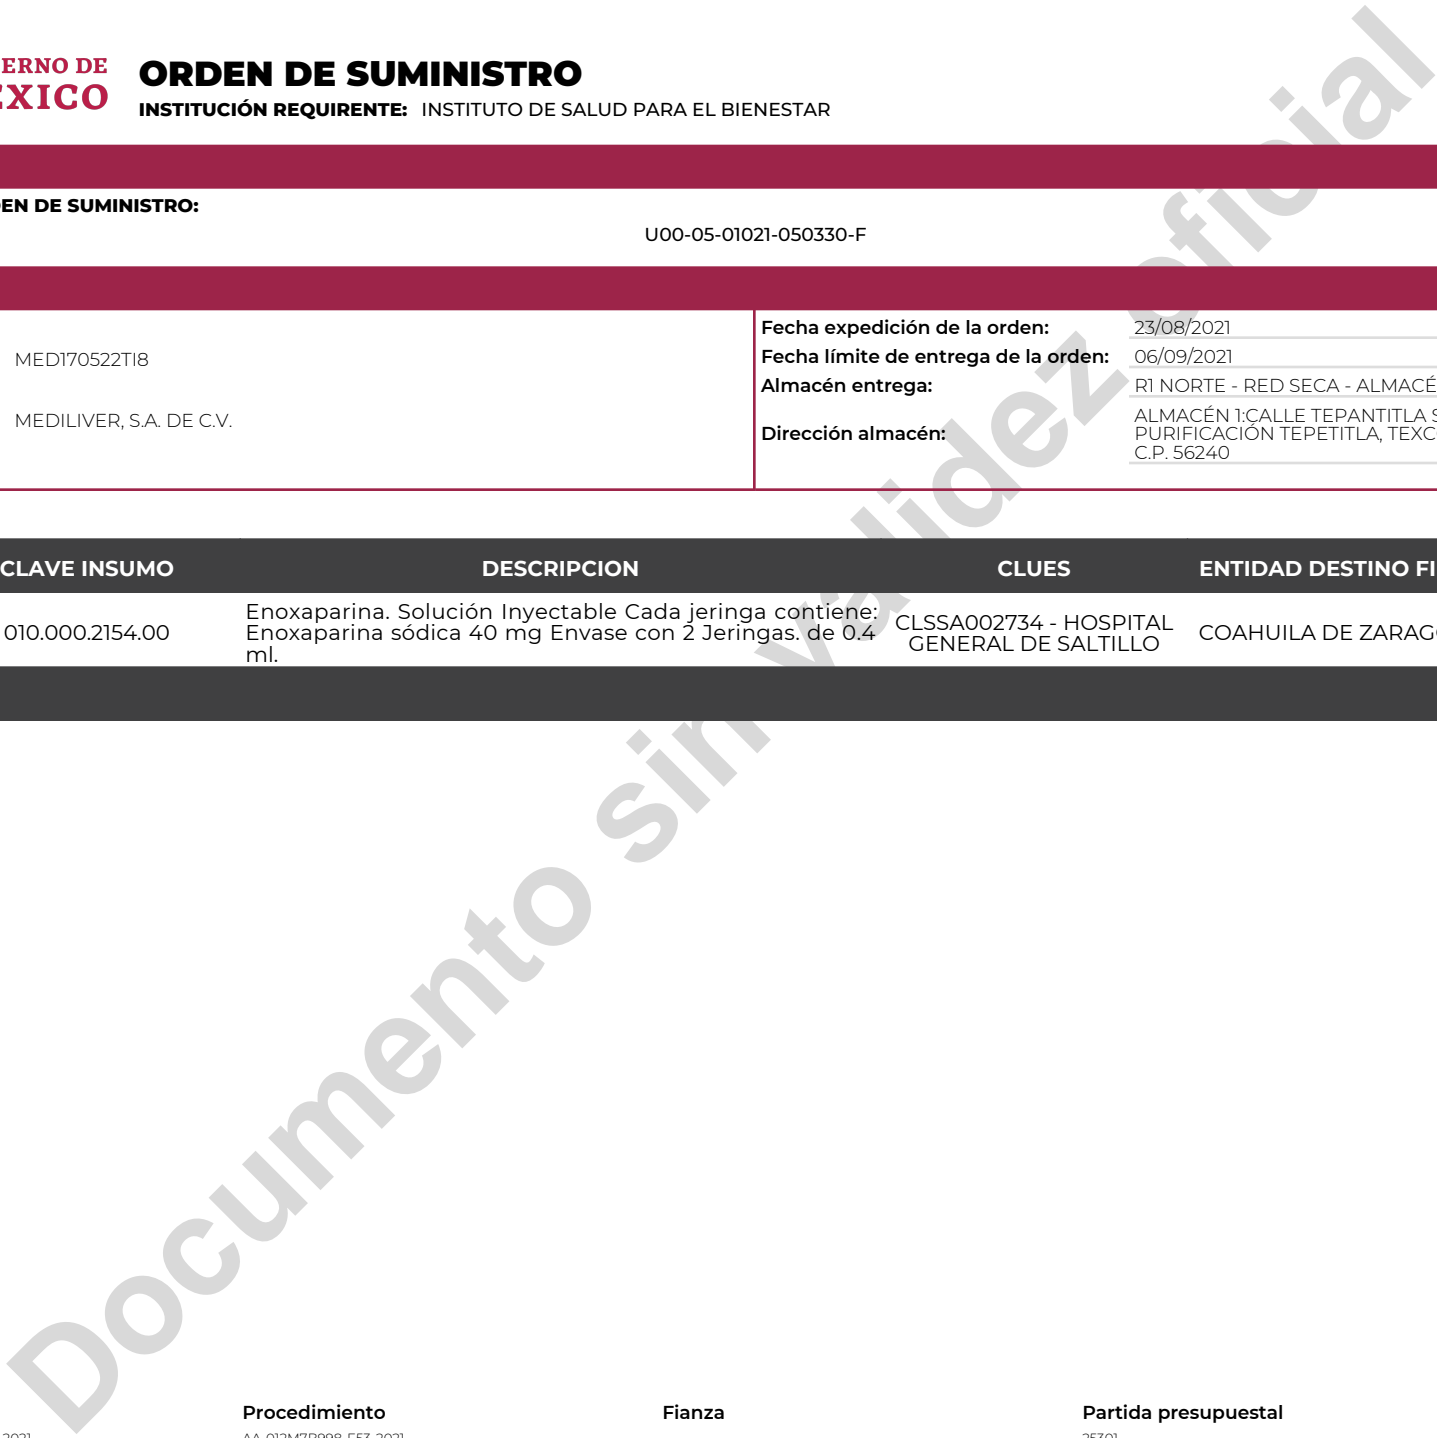 ERNO DE
ÉXICO
ORDEN DE SUMINISTRO
INSTITUCIÓN REQUIRENTE: INSTITUTO DE SALUD PARA EL BIENESTAR
EN DE SUMINISTRO:
U00-05-01021-050330-F
MED170522TI8
MEDILIVER, S.A. DE C.V.
Fecha expedición de la orden: 23/08/2021
Fecha límite de entrega de la orden: 06/09/2021
Almacén entrega: R1 NORTE - RED SECA - ALMACÉ
Dirección almacén:
ALMACÉN 1:CALLE TEPANTITLA S
PURIFICACIÓN TEPETITLA, TEXC
C.P. 56240
CLAVE INSUMO DESCRIPCION CLUES ENTIDAD DESTINO FI
010.000.2154.00
Enoxaparina. Solución Inyectable Cada jeringa contiene:
Enoxaparina sódica 40 mg Envase con 2 Jeringas. de 0.4
ml.
CLSSA002734 - HOSPITAL
GENERAL DE SALTILLO
COAHUILA DE ZARAG
Documento sin validez oficial
Procedimiento Fianza Partida presupuestal